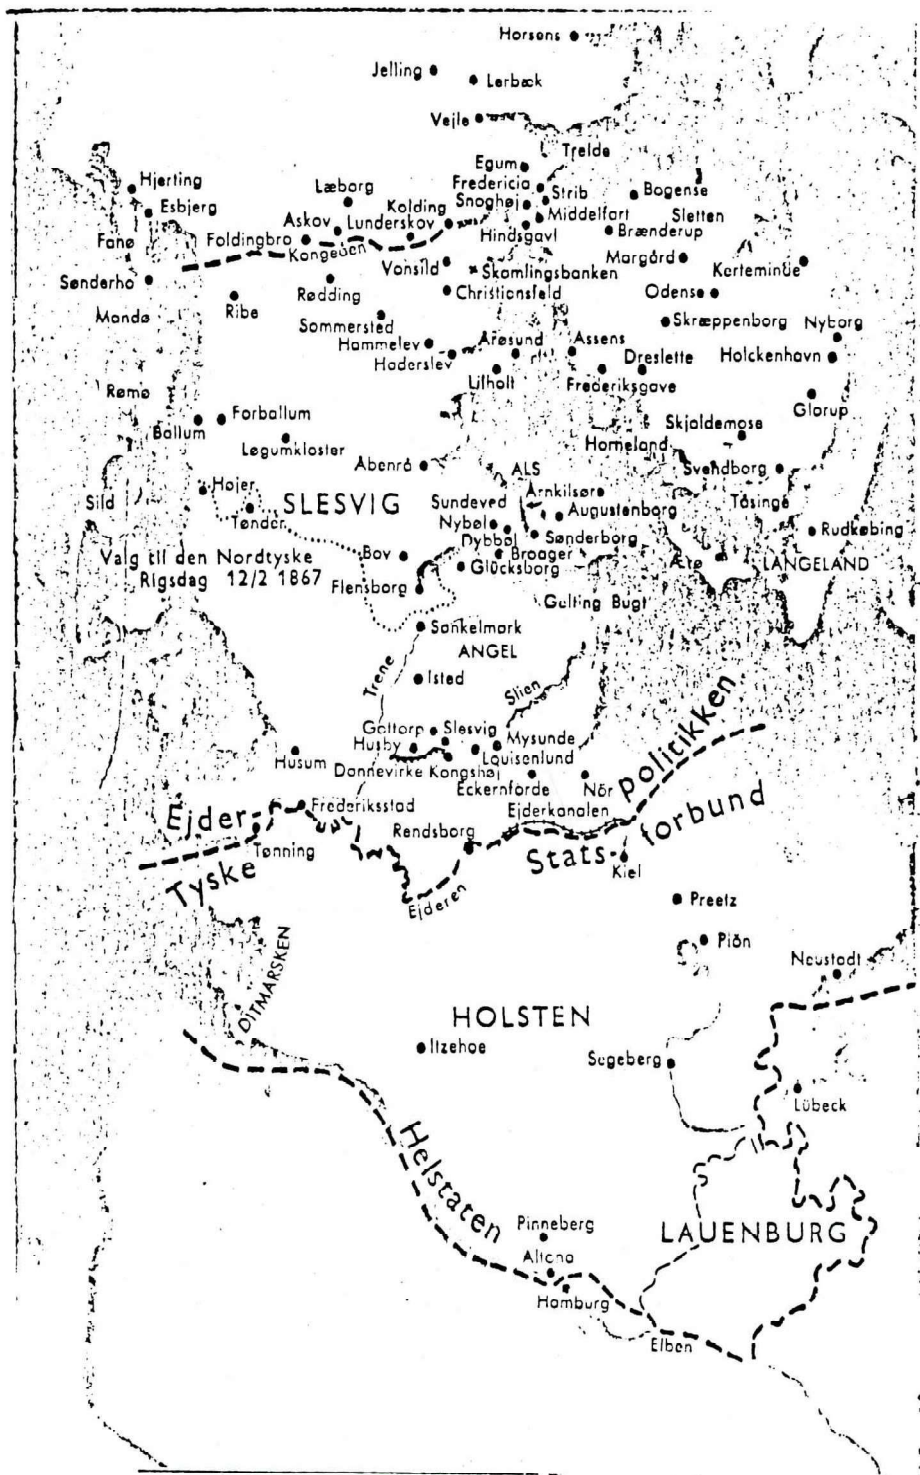 Horsens
Jelling
Lerbæk
Vejle
Trelde
Egum
Hjerting
Fredericia
Strib
Bogense
Læborg
Snoghøj
Esbjerg
Kolding
Middelfart
Sletten
Askov
Lunderskov
Fanø
Foldingbro
Hindsgavl
Brænderup
Kongeåen
Vonsild
Margård
Kerteminde
Skamlingsbanken
Sønderho
Rødding
Christiansfeld
Odense
Mandø
Ribe
Sommersted
Skræppenborg
Nyborg
Hammelev
Årøsund
Assens
Haderslev
Dreslette
Holckenhavn
Lilholt
Frederiksgave
Rømø
Glorup
Forballum
Skjoldemose
Ballum
Horneland
Løgumkloster
Åbenrå
ALS
Svendborg
Højer
Arnkilsøre
Sild
SLESVIG
Sundeved
Tåsinge
Tønder
Nybøl
Augustenborg
Dybbøl
Sønderborg
Rudkøbing
Valg til den Nordtyske
Rigsdag 12/2 1867
Bov
Broager
Ærø
LANGELAND
Glücksborg
Flensborg
Gelting Bugt
Sankelmark
ANGEL
Trene
Isted
Slien
Gottorp
Slesvig
Husby
Mysunde
Husum
Louisenlund
Dannevirke
Kongshøj
Eckernförde
Nör
Ejder-
politikken
Frederiksstad
Ejderkanalen
Rendsborg
Tønning
Tyske
Stats-
forbund
Kiel
Ejderen
Preetz
Plön
Neustadt
DITMARSKEN
HOLSTEN
Itzehoe
Segeberg
Lübeck
Helstaten
Pinneberg
LAUENBURG
Altona
Hamburg
Elben